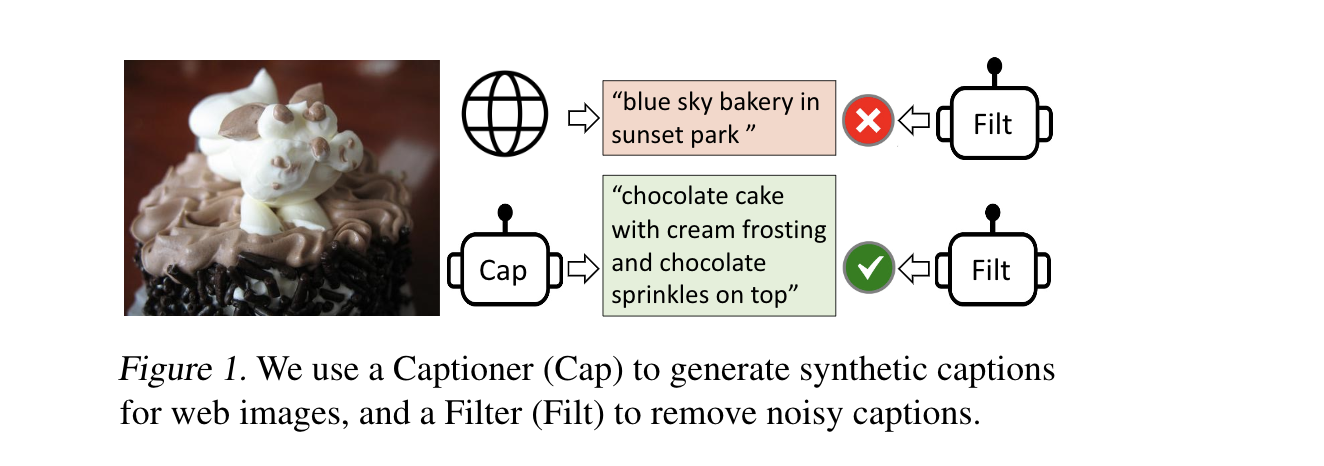 “blue sky bakery in
sunset park ”
Filt
“chocolate cake
with cream frosting
and chocolate
sprinkles on top”
Cap
Filt
Figure 1. We use a Captioner (Cap) to generate synthetic captions
for web images, and a Filter (Filt) to remove noisy captions.